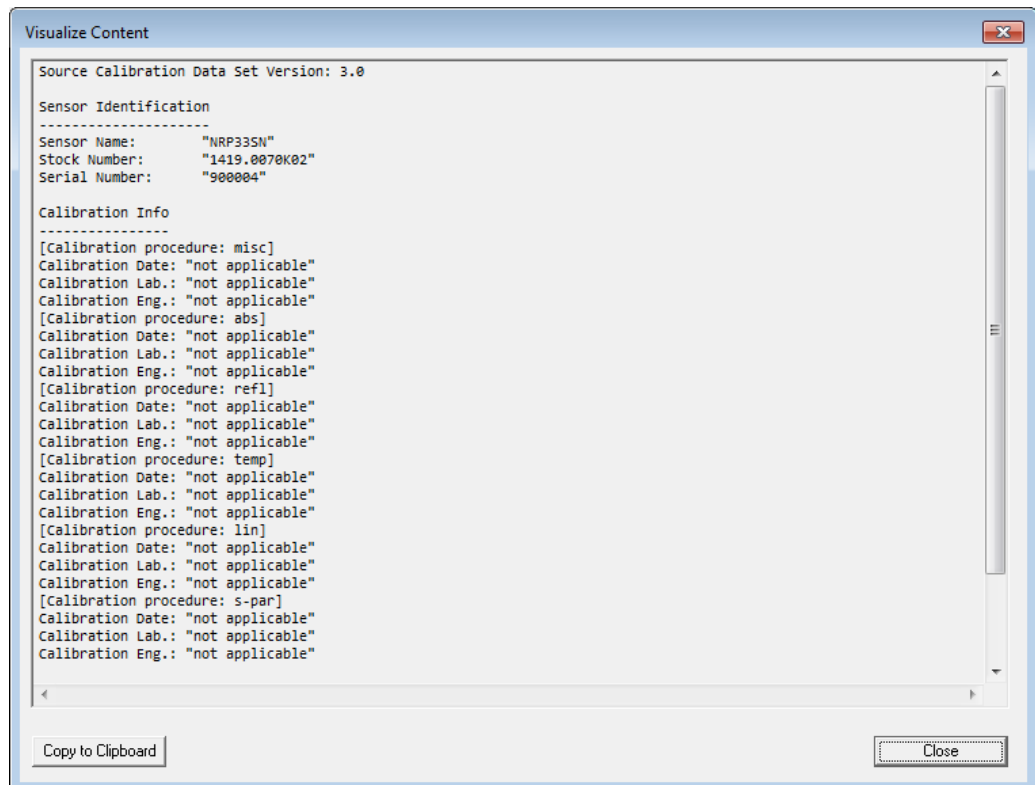 Visualize Content
Source Calibration Data Set Version: 3.0
Sensor Identification
---------------------
Sensor Name: "NRP33SN"
Stock Number: "1419.0070K02"
Serial Number: "900004"
Calibration Info
----------------
[Calibration procedure: misc]
Calibration Date: "not applicable"
Calibration Lab.: "not applicable"
Calibration Eng.: "not applicable"
[Calibration procedure: abs]
Calibration Date: "not applicable"
Calibration Lab.: "not applicable"
Calibration Eng.: "not applicable"
[Calibration procedure: refl]
Calibration Date: "not applicable"
Calibration Lab.: "not applicable"
Calibration Eng.: "not applicable"
[Calibration procedure: temp]
Calibration Date: "not applicable"
Calibration Lab.: "not applicable"
Calibration Eng.: "not applicable"
[Calibration procedure: lin]
Calibration Date: "not applicable"
Calibration Lab.: "not applicable"
Calibration Eng.: "not applicable"
[Calibration procedure: s-par]
Calibration Date: "not applicable"
Calibration Lab.: "not applicable"
Calibration Eng.: "not applicable"
Copy to Clipboard
Close